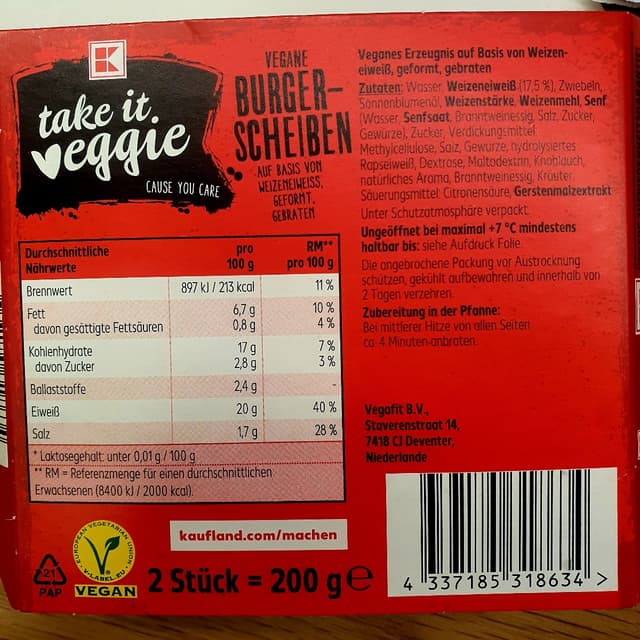 K
take it
veggie
CAUSE YOU CARE
VEGANE
BURGER-
SCHEIBEN
AUF BASIS VON
WEIZENEIWEISS,
GEFORMT,
GEBRATEN
Veganes Erzeugnis auf Basis von Weizen-
eiweiß, geformt, gebraten
Zutaten: Wasser, Weizeneiweiß (17,5 %), Zwiebeln,
Sonnenblumenöl, Weizenstärke, Weizenmehl, Senf
(Wasser, Senfsaat, Branntweinessig, Salz, Zucker,
Gewürze), Zucker, Verdickungsmittel:
Methylcellulose, Salz, Gewürze, hydrolysiertes
Rapseiweiß, Dextrose, Maltodextrin, Knoblauch,
natürliches Aroma, Branntweinessig, Kräuter,
Säuerungsmittel: Citronensäure, Gerstenmalzextrakt
Unter Schutzatmosphäre verpackt.
Ungeöffnet bei maximal +7 °C mindestens
haltbar bis: siehe Aufdruck Folie.
Die angebrochene Packung vor Austrocknung
schützen, gekühlt aufbewahren und innerhalb von
2 Tagen verzehren.
Zubereitung in der Pfanne:
Bei mittlerer Hitze von allen Seiten
ca. 4 Minuten anbraten.
Durchschnittliche Nährwerte pro 100 g RM** pro 100 g
Brennwert 897 kJ / 213 kcal 11 %
Fett 6,7 g 10 %
davon gesättigte Fettsäuren 0,8 g 4 %
Kohlenhydrate 17 g 7 %
davon Zucker 2,8 g 3 %
Ballaststoffe 2,4 g -
Eiweiß 20 g 40 %
Salz 1,7 g 28 %
* Laktosegehalt: unter 0,01 g / 100 g
** RM = Referenzmenge für einen durchschnittlichen
Erwachsenen (8400 kJ / 2000 kcal).
Vegafit B.V.,
Staverenstraat 14,
7418 CJ Deventer,
Niederlande
kaufland.com/machen
EUROPEAN VEGETARIAN UNION
V-LABEL.EU
VEGAN
21
PAP
2 Stück = 200 g e
4 337185 318634 >